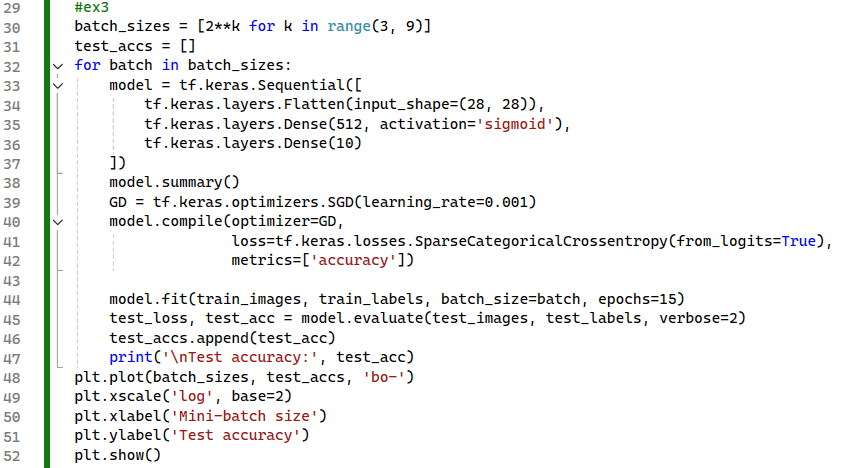 29 #ex3
30 batch_sizes = [2**k for k in range(3, 9)]
31 test_accs = []
32 for batch in batch_sizes:
33     model = tf.keras.Sequential([
34         tf.keras.layers.Flatten(input_shape=(28, 28)),
35         tf.keras.layers.Dense(512, activation='sigmoid'),
36         tf.keras.layers.Dense(10)
37     ])
38     model.summary()
39     GD = tf.keras.optimizers.SGD(learning_rate=0.001)
40     model.compile(optimizer=GD,
41                   loss=tf.keras.losses.SparseCategoricalCrossentropy(from_logits=True),
42                   metrics=['accuracy'])
43
44     model.fit(train_images, train_labels, batch_size=batch, epochs=15)
45     test_loss, test_acc = model.evaluate(test_images, test_labels, verbose=2)
46     test_accs.append(test_acc)
47     print('\nTest accuracy:', test_acc)
48 plt.plot(batch_sizes, test_accs, 'bo-')
49 plt.xscale('log', base=2)
50 plt.xlabel('Mini-batch size')
51 plt.ylabel('Test accuracy')
52 plt.show()